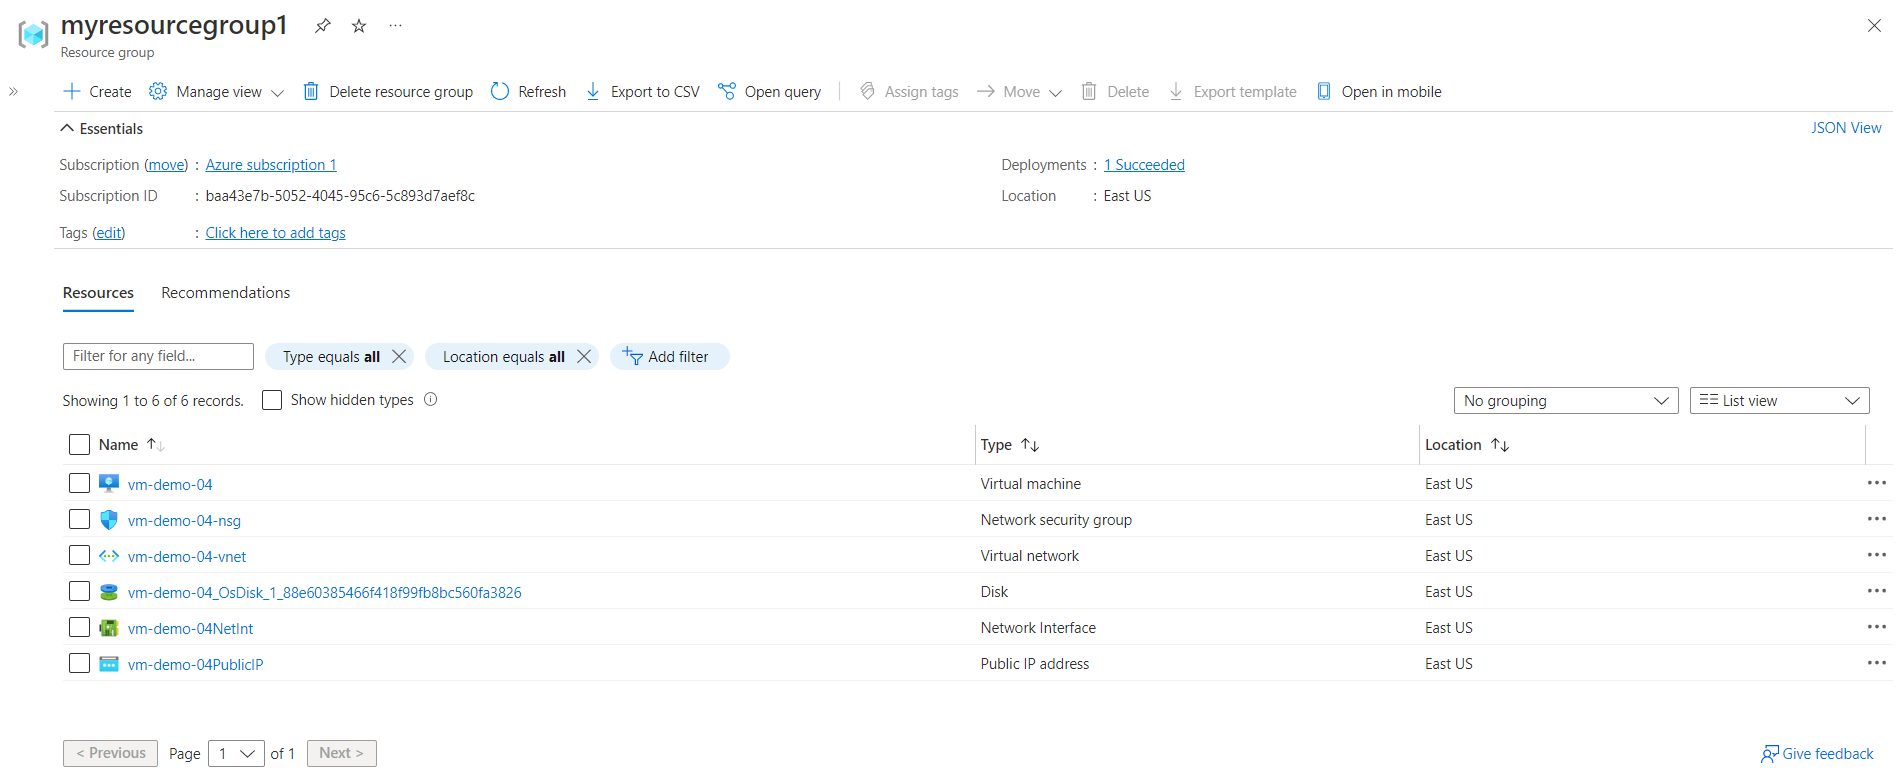 myresourcegroup1
Resource group
Create Manage view Delete resource group Refresh Export to CSV Open query Assign tags Move Delete Export template Open in mobile
Essentials JSON View
Subscription (move) : Azure subscription 1 Deployments : 1 Succeeded
Subscription ID : baa43e7b-5052-4045-95c6-5c893d7aef8c Location : East US
Tags (edit) : Click here to add tags
Resources Recommendations
Filter for any field... Type equals all Location equals all Add filter
Showing 1 to 6 of 6 records. Show hidden types No grouping List view
Name Type Location
vm-demo-04 Virtual machine East US
vm-demo-04-nsg Network security group East US
vm-demo-04-vnet Virtual network East US
vm-demo-04_OsDisk_1_88e60385466f418f99fb8bc560fa3826 Disk East US
vm-demo-04NetInt Network Interface East US
vm-demo-04PublicIP Public IP address East US
< Previous Page 1 of 1 Next > Give feedback